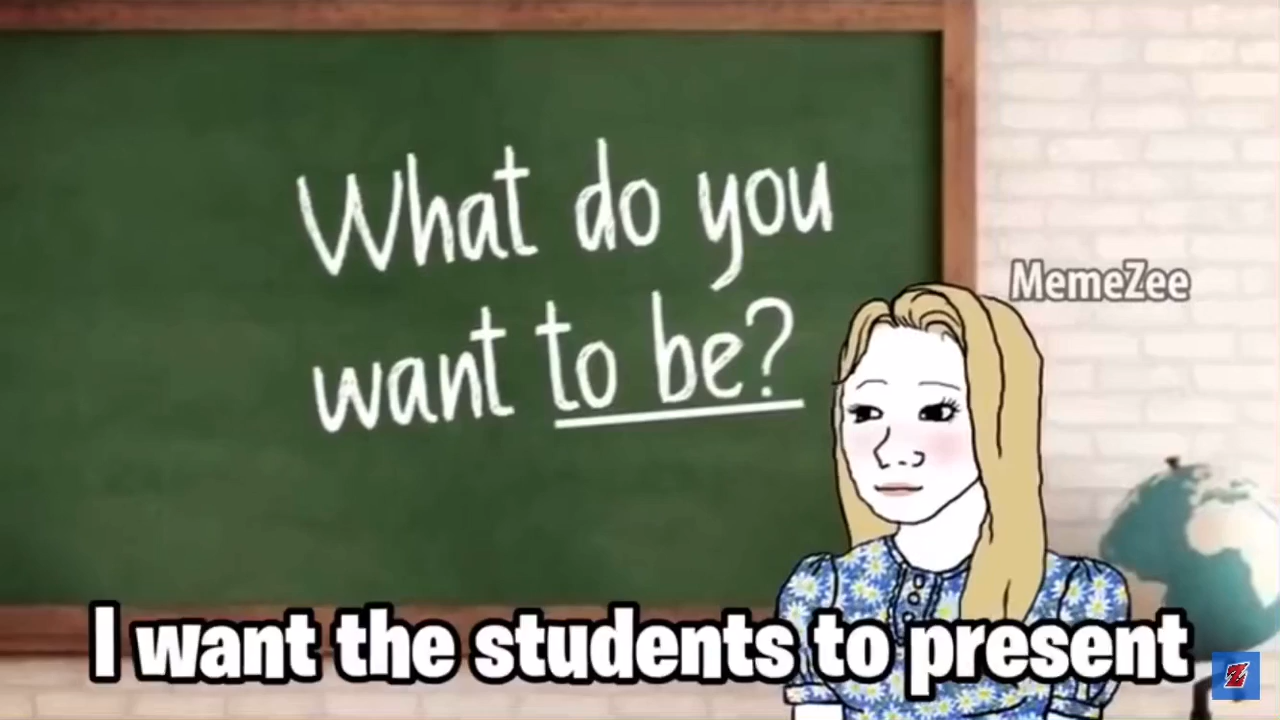 What do you
want to be?
MemeZee
I want the students to present
Z